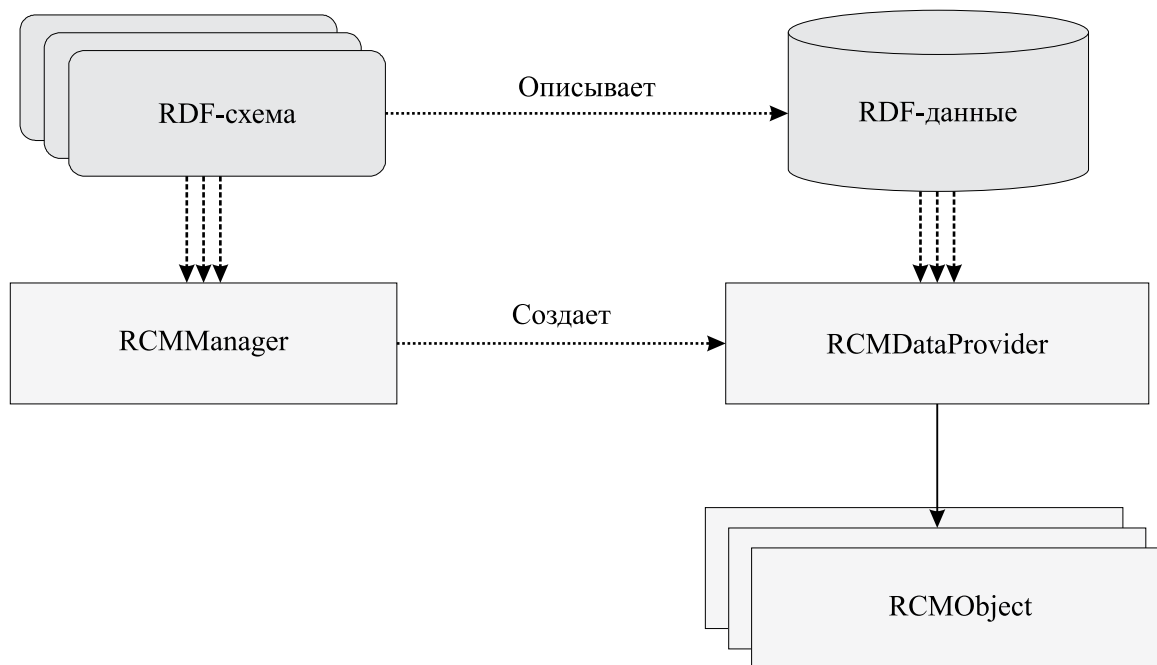 Описывает
RDF-схема
RDF-данные
Создает
RCMManager
RCMDataProvider
RCMObject